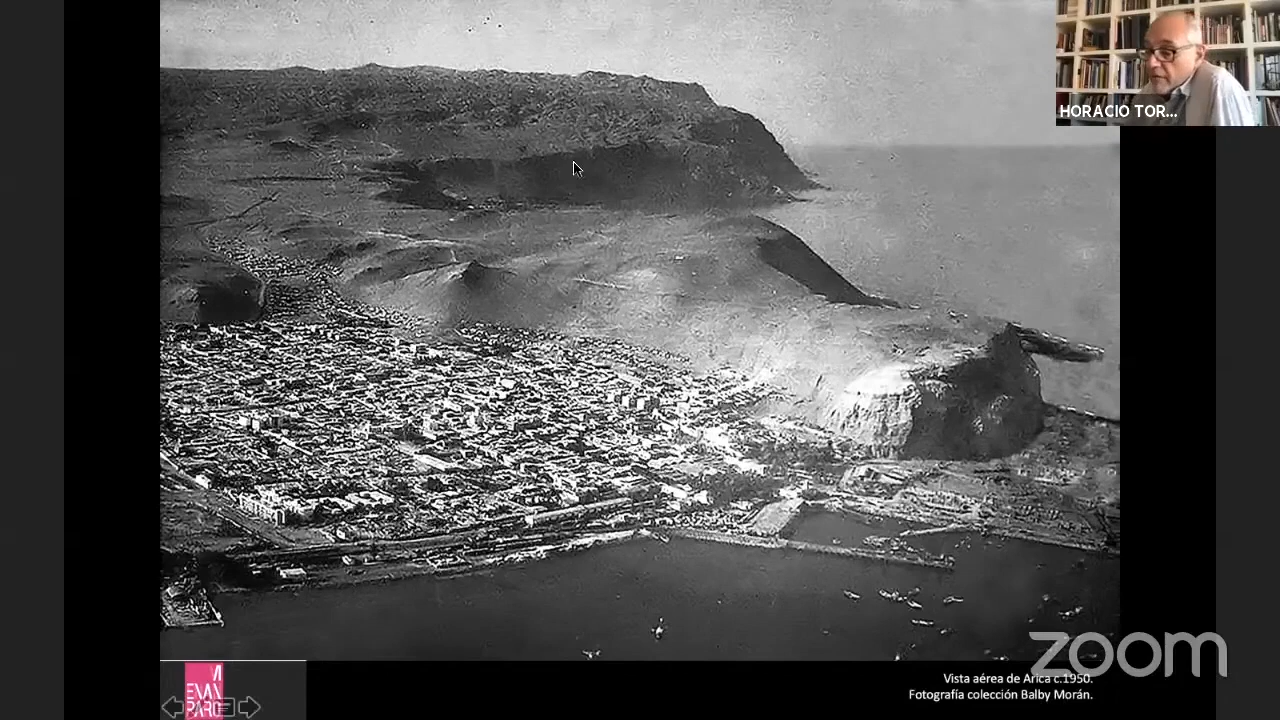 HORACIO TOR...
zoom
Vista aérea de Arica c.1950.
Fotografía colección Balby Morán.